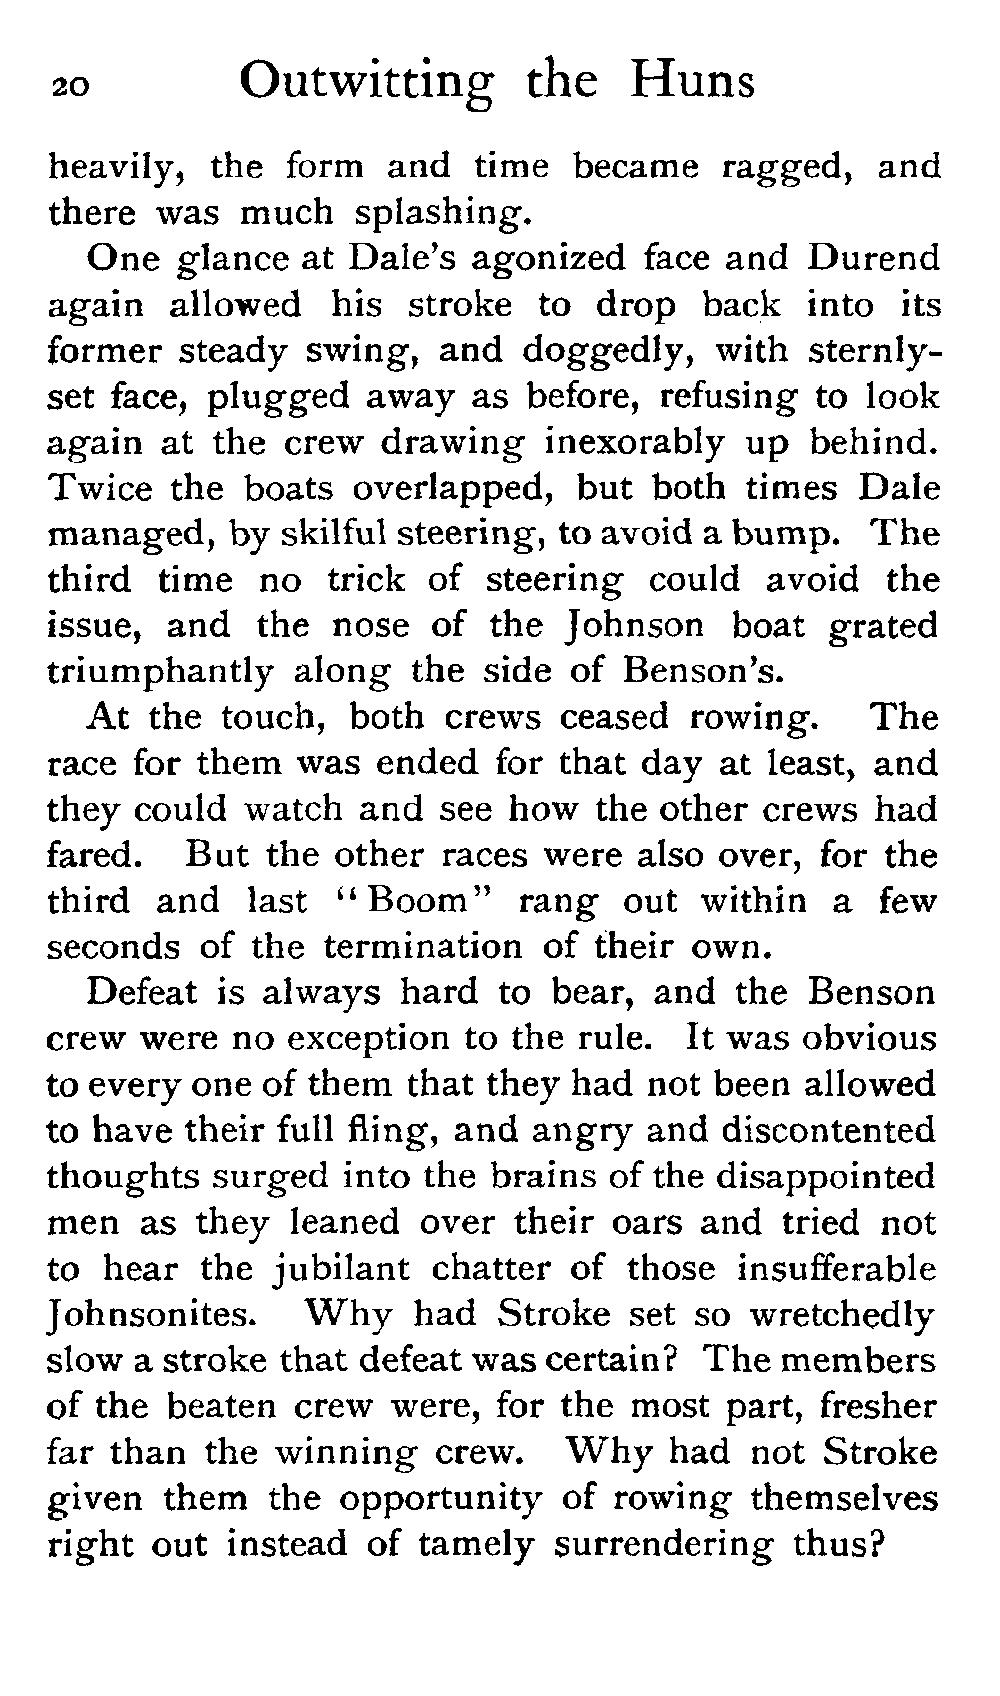 20 Outwitting the Huns
heavily, the form and time became ragged, and
there was much splashing.
One glance at Dale's agonized face and Durend
again allowed his stroke to drop back into its
former steady swing, and doggedly, with sternly-
set face, plugged away as before, refusing to look
again at the crew drawing inexorably up behind.
Twice the boats overlapped, but both times Dale
managed, by skilful steering, to avoid a bump. The
third time no trick of steering could avoid the
issue, and the nose of the Johnson boat grated
triumphantly along the side of Benson's.
At the touch, both crews ceased rowing. The
race for them was ended for that day at least, and
they could watch and see how the other crews had
fared. But the other races were also over, for the
third and last "Boom" rang out within a few
seconds of the termination of their own.
Defeat is always hard to bear, and the Benson
crew were no exception to the rule. It was obvious
to every one of them that they had not been allowed
to have their full fling, and angry and discontented
thoughts surged into the brains of the disappointed
men as they leaned over their oars and tried not
to hear the jubilant chatter of those insufferable
Johnsonites. Why had Stroke set so wretchedly
slow a stroke that defeat was certain? The members
of the beaten crew were, for the most part, fresher
far than the winning crew. Why had not Stroke
given them the opportunity of rowing themselves
right out instead of tamely surrendering thus?